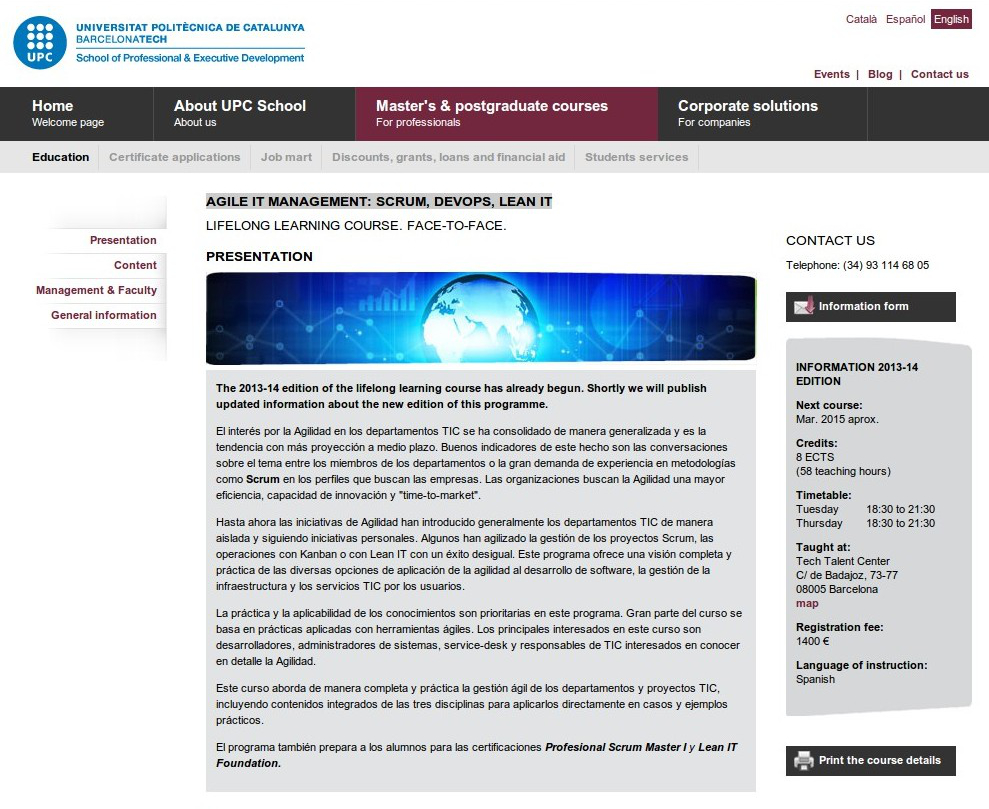 UNIVERSITAT POLITÈCNICA DE CATALUNYA
BARCELONATECH
School of Professional & Executive Development
UPC
Català Español English
Events | Blog | Contact us
Home
Welcome page
About UPC School
About us
Master's & postgraduate courses
For professionals
Corporate solutions
For companies
Education Certificate applications Job mart Discounts, grants, loans and financial aid Students services
Presentation
Content
Management & Faculty
General information
AGILE IT MANAGEMENT: SCRUM, DEVOPS, LEAN IT
LIFELONG LEARNING COURSE. FACE-TO-FACE.
PRESENTATION
The 2013-14 edition of the lifelong learning course has already begun. Shortly we will publish
updated information about the new edition of this programme.
El interés por la Agilidad en los departamentos TIC se ha consolidado de manera generalizada y es la
tendencia con más proyección a medio plazo. Buenos indicadores de este hecho son las conversaciones
sobre el tema entre los miembros de los departamentos o la gran demanda de experiencia en metodologías
como Scrum en los perfiles que buscan las empresas. Las organizaciones buscan la Agilidad una mayor
eficiencia, capacidad de innovación y "time-to-market".
Hasta ahora las iniciativas de Agilidad han introducido generalmente los departamentos TIC de manera
aislada y siguiendo iniciativas personales. Algunos han agilizado la gestión de los proyectos Scrum, las
operaciones con Kanban o con Lean IT con un éxito desigual. Este programa ofrece una visión completa y
práctica de las diversas opciones de aplicación de la agilidad al desarrollo de software, la gestión de la
infraestructura y los servicios TIC por los usuarios.
La práctica y la aplicabilidad de los conocimientos son prioritarias en este programa. Gran parte del curso se
basa en prácticas aplicadas con herramientas ágiles. Los principales interesados en este curso son
desarrolladores, administradores de sistemas, service-desk y responsables de TIC interesados en conocer
en detalle la Agilidad.
Este curso aborda de manera completa y práctica la gestión ágil de los departamentos y proyectos TIC,
incluyendo contenidos integrados de las tres disciplinas para aplicarlos directamente en casos y ejemplos
prácticos.
El programa también prepara a los alumnos para las certificaciones Profesional Scrum Master I y Lean IT
Foundation.
CONTACT US
Telephone: (34) 93 114 68 05
Information form
INFORMATION 2013-14
EDITION
Next course:
Mar. 2015 aprox.
Credits:
8 ECTS
(58 teaching hours)
Timetable:
Tuesday 18:30 to 21:30
Thursday 18:30 to 21:30
Taught at:
Tech Talent Center
C/ de Badajoz, 73-77
08005 Barcelona
map
Registration fee:
1400 €
Language of instruction:
Spanish
Print the course details